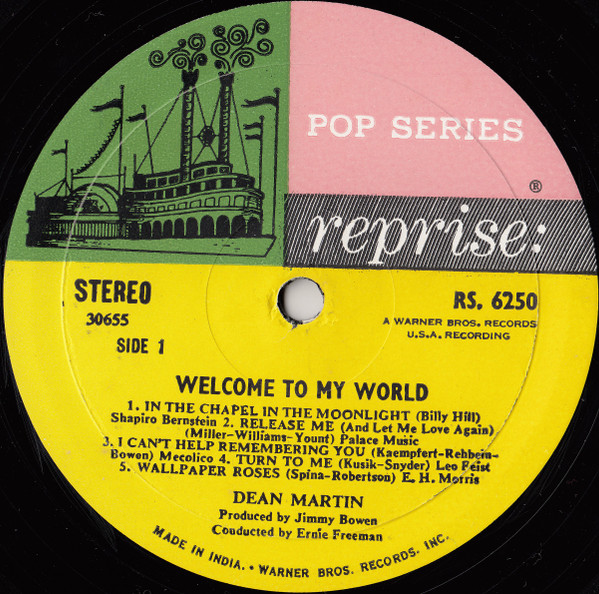 POP SERIES
®
reprise:
STEREO
30655
SIDE 1
RS. 6250
A WARNER BROS. RECORDS
U.S.A. RECORDING
WELCOME TO MY WORLD
1. IN THE CHAPEL IN THE MOONLIGHT (Billy Hill)
Shapiro Bernstein 2. RELEASE ME (And Let Me Love Again)
(Miller-Williams-Yount) Palace Music
3. I CAN'T HELP REMEMBERING YOU (Kaempfert-Rehbein-
Bowen) Mecolico 4. TURN TO ME (Kusik-Snyder) Leo Feist
5. WALLPAPER ROSES (Spina-Robertson) E. H. Morris
DEAN MARTIN
Produced by Jimmy Bowen
Conducted by Ernie Freeman
MADE IN INDIA. • WARNER BROS. RECORDS. INC.